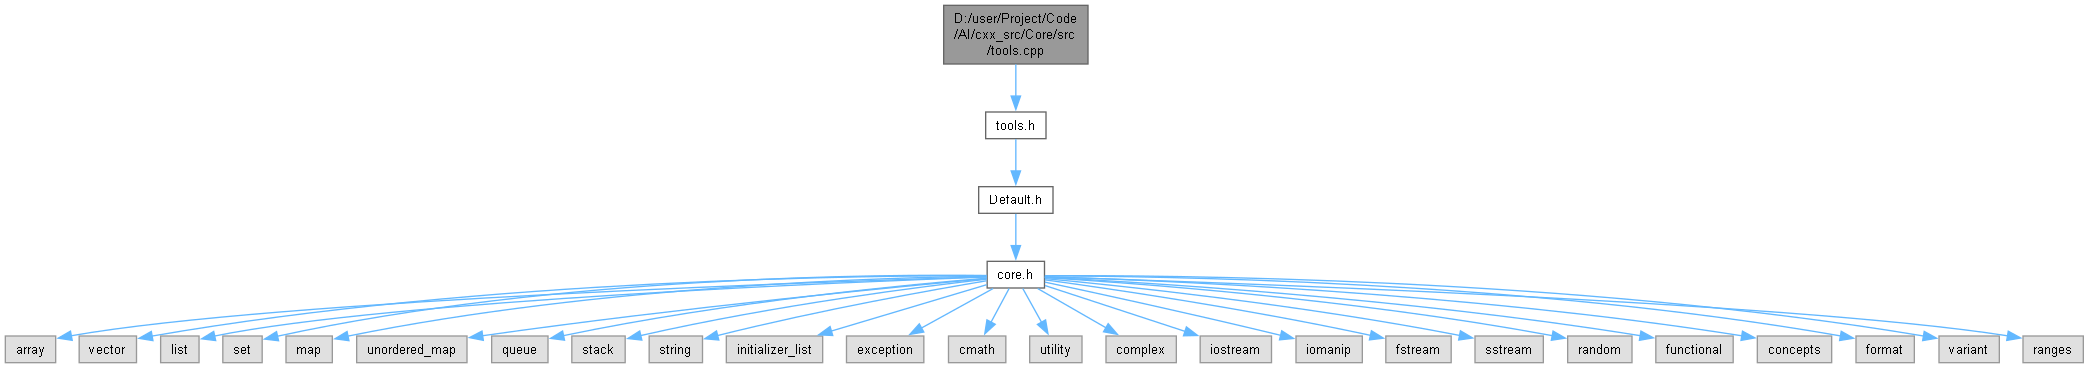 D:/user/Project/Code
/AI/cxx_src/Core/src
/tools.cpp
tools.h
Default.h
core.h
array
vector
list
set
map
unordered_map
queue
stack
string
initializer_list
exception
cmath
utility
complex
iostream
iomanip
fstream
sstream
random
functional
concepts
format
variant
ranges